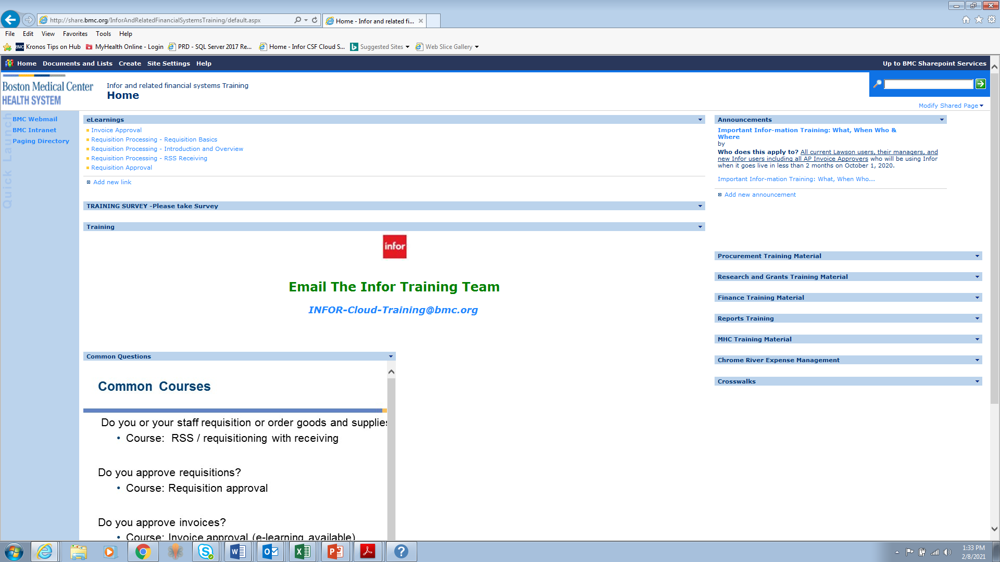 http://share.bmc.org/InforAndRelatedFinancialSystemsTraining/default.aspx
Home - Infor and related fi...
File Edit View Favorites Tools Help
BMC Kronos Tips on Hub MyHealth Online - Login PRD - SQL Server 2017 Re... Home - Infor CSF Cloud S... Suggested Sites Web Slice Gallery
Home Documents and Lists Create Site Settings Help
Up to BMC Sharepoint Services
Boston Medical Center
HEALTH SYSTEM
Infor and related financial systems Training
Home
Modify Shared Page
Quick Launch
BMC Webmail
BMC Intranet
Paging Directory
eLearnings
Invoice Approval
Requisition Processing - Requisition Basics
Requisition Processing - Introduction and Overview
Requisition Processing - RSS Receiving
Requisition Approval
Add new link
TRAINING SURVEY -Please take Survey
Training
infor
Email The Infor Training Team
INFOR-Cloud-Training@bmc.org
Common Questions
Common Courses
Do you or your staff requisition or order goods and supplies
• Course: RSS / requisitioning with receiving
Do you approve requisitions?
• Course: Requisition approval
Do you approve invoices?
• Course: Invoice approval (e-learning available)
Announcements
Important Infor-mation Training: What, When Who &
Where
by
Who does this apply to? All current Lawson users, their managers, and
new Infor users including all AP Invoice Approvers who will be using Infor
when it goes live in less than 2 months on October 1, 2020.
Important Infor-mation Training: What, When Who...
Add new announcement
Procurement Training Material
Research and Grants Training Material
Finance Training Material
Reports Training
MHC Training Material
Chrome River Expense Management
Crosswalks
1:33 PM
2/8/2021